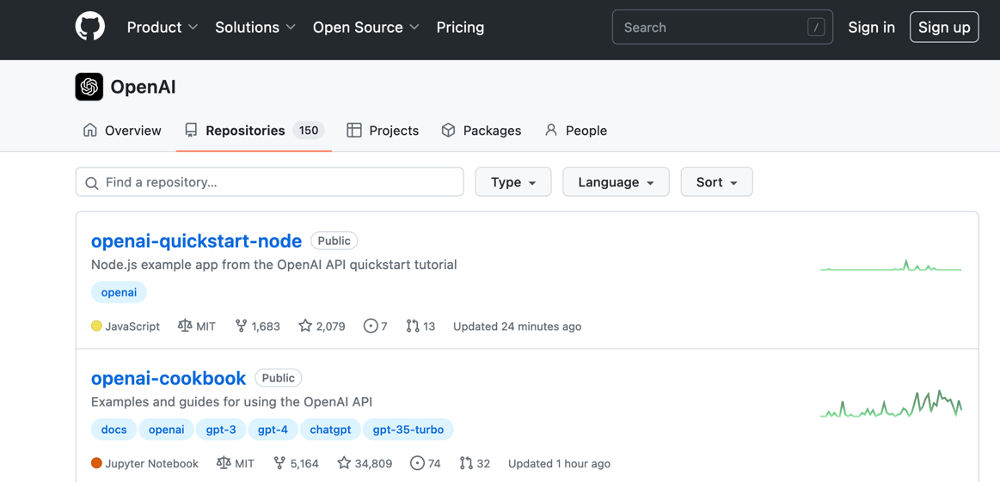 Product Solutions Open Source Pricing Search / Sign in Sign up
OpenAI
Overview Repositories 150 Projects Packages People
Find a repository... Type Language Sort
openai-quickstart-node Public
Node.js example app from the OpenAI API quickstart tutorial
openai
JavaScript MIT 1,683 2,079 7 13 Updated 24 minutes ago
openai-cookbook Public
Examples and guides for using the OpenAI API
docs openai gpt-3 gpt-4 chatgpt gpt-35-turbo
Jupyter Notebook MIT 5,164 34,809 74 32 Updated 1 hour ago